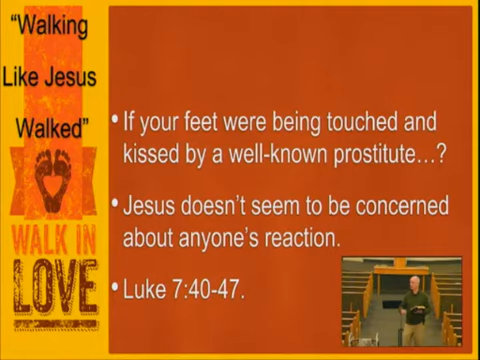 “Walking
Like Jesus
Walked”
WALK IN
LOVE
• If your feet were being touched and
kissed by a well-known prostitute…?
• Jesus doesn’t seem to be concerned
about anyone’s reaction.
• Luke 7:40-47.